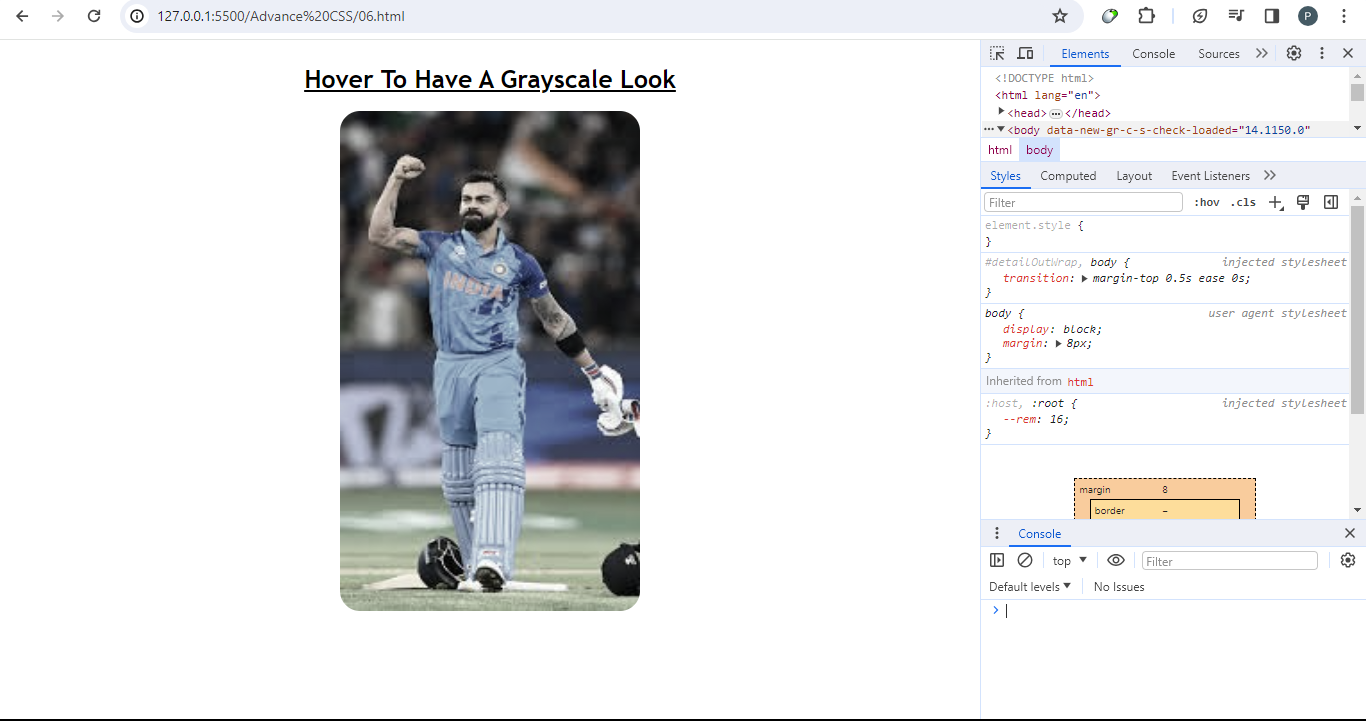 127.0.0.1:5500/Advance%20CSS/06.html
P
Hover To Have A Grayscale Look
INDIA
Elements Console Sources
<!DOCTYPE html>
<html lang="en">
<head> </head>
<body data-new-gr-c-s-check-loaded="14.1150.0"
html body
Styles Computed Layout Event Listeners
Filter :hov .cls
element.style {
}
#detailOutWrap, body { injected stylesheet
transition: margin-top 0.5s ease 0s;
}
body { user agent stylesheet
display: block;
margin: 8px;
}
Inherited from html
:host, :root { injected stylesheet
--rem: 16;
}
margin 8
border –
Console
top Filter
Default levels No Issues